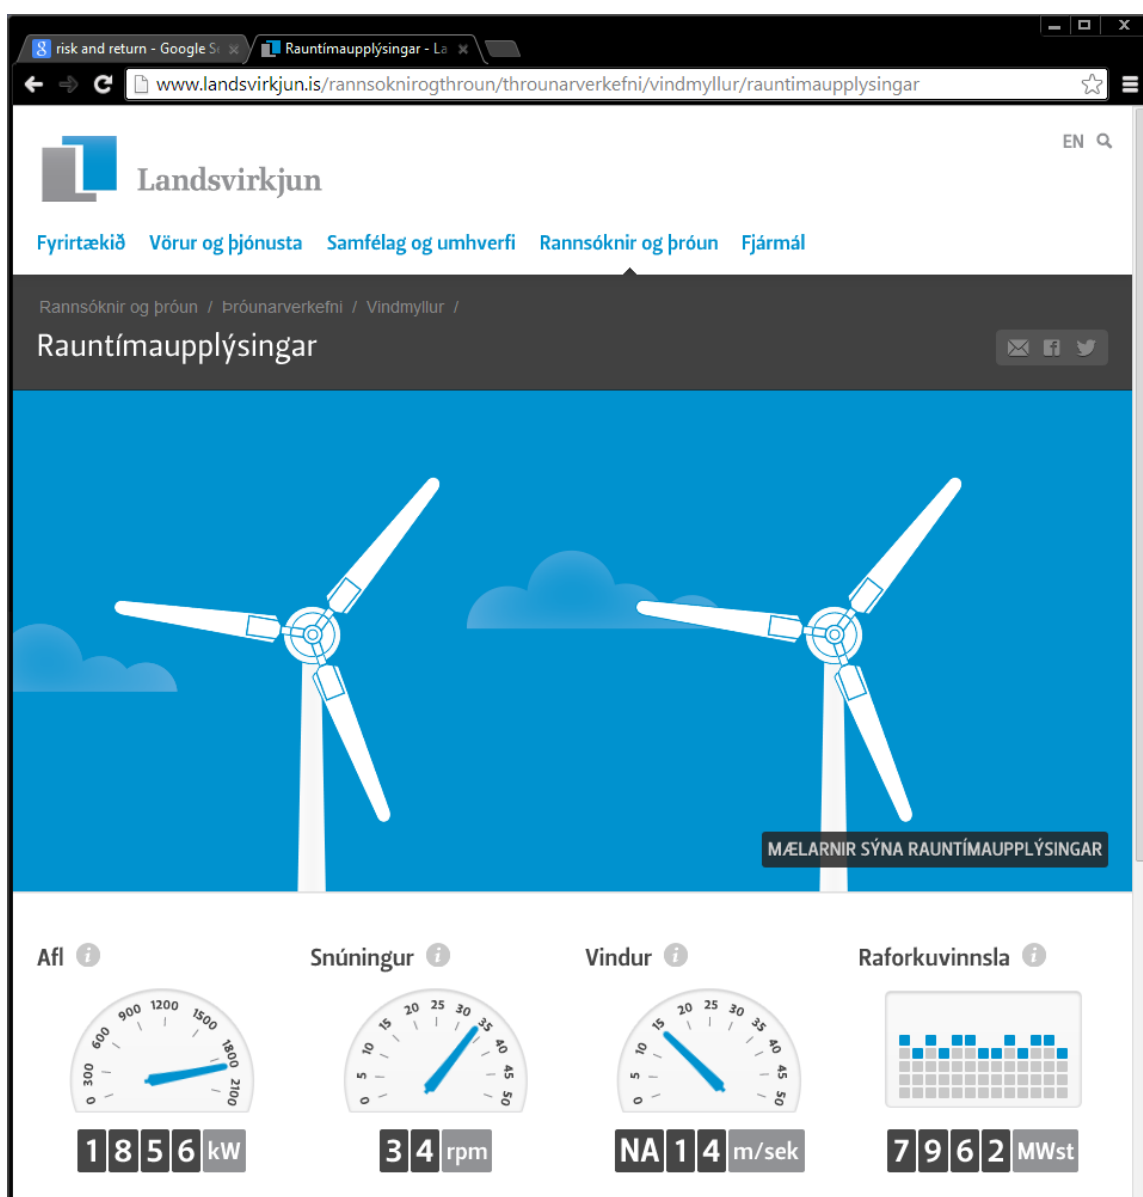 risk and return - Google Se
Rauntímaupplýsingar - La
www.landsvirkjun.is/rannsoknirogthroun/throunarverkefni/vindmyllur/rauntimaupplysingar
EN
Landsvirkjun
Fyrirtækið Vörur og þjónusta Samfélag og umhverfi Rannsóknir og þróun Fjármál
Rannsóknir og þróun / Þróunarverkefni / Vindmyllur /
Rauntímaupplýsingar
MÆLARNIR SÝNA RAUNTÍMAUPPLÝSINGAR
Afl i Snúningur i Vindur i Raforkuvinnsla i
0 300 600 900 1200 1500 1800 2100
0 5 10 15 20 25 30 35 40 45 50
0 5 10 15 20 25 30 35 40 45 50
1856 kW 34 rpm NA 14 m/sek 7962 MWst